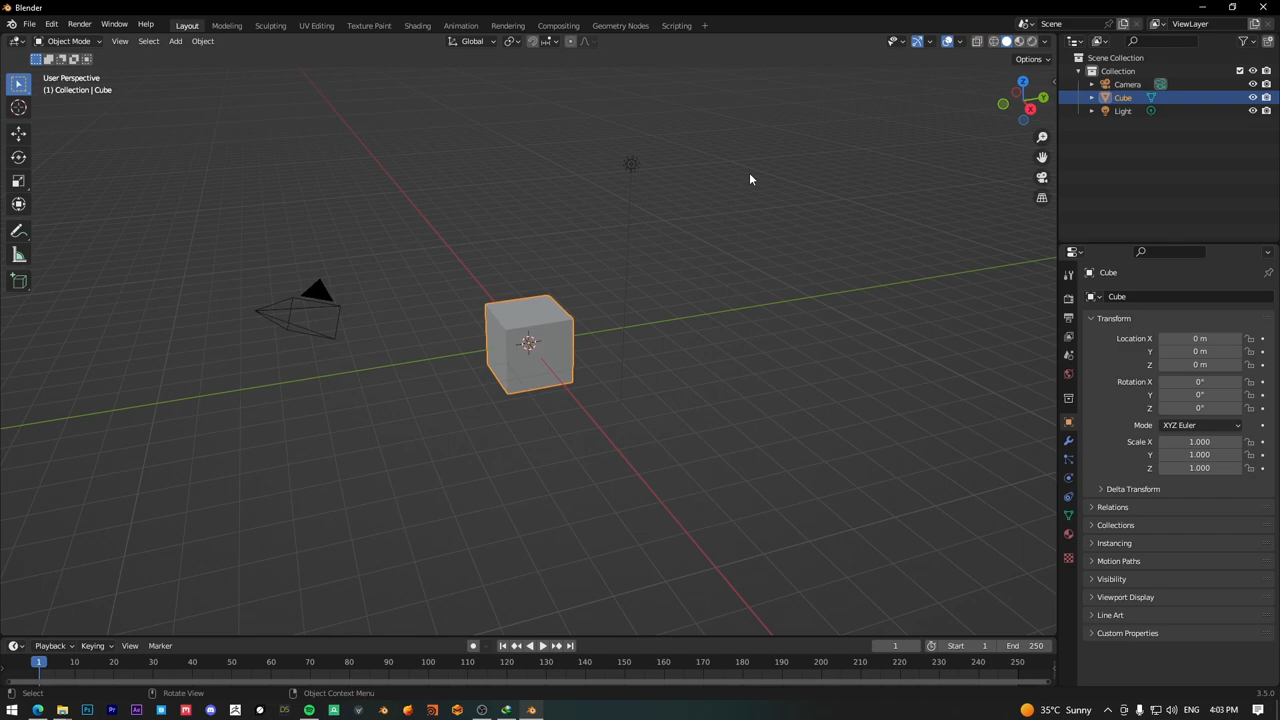 Blender
File Edit Render Window Help
Layout Modeling Sculpting UV Editing Texture Paint Shading Animation Rendering Compositing Geometry Nodes Scripting +
Scene
ViewLayer
Object Mode View Select Add Object
Global
Options
User Perspective
(1) Collection | Cube
Z
Y
X
Scene Collection
Collection
Camera
Cube
Light
Cube
Cube
Transform
Location X 0 m
Y 0 m
Z 0 m
Rotation X 0°
Y 0°
Z 0°
Mode XYZ Euler
Scale X 1.000
Y 1.000
Z 1.000
Delta Transform
Relations
Collections
Instancing
Motion Paths
Visibility
Viewport Display
Line Art
Custom Properties
Playback Keying View Marker
1 Start 1 End 250
1 10 20 30 40 50 60 70 80 90 100 110 120 130 140 150 160 170 180 190 200 210 220 230 240 250
Select Rotate View Object Context Menu 3.5.0
Ps Pr Ae DS 35°C Sunny ENG 4:03 PM